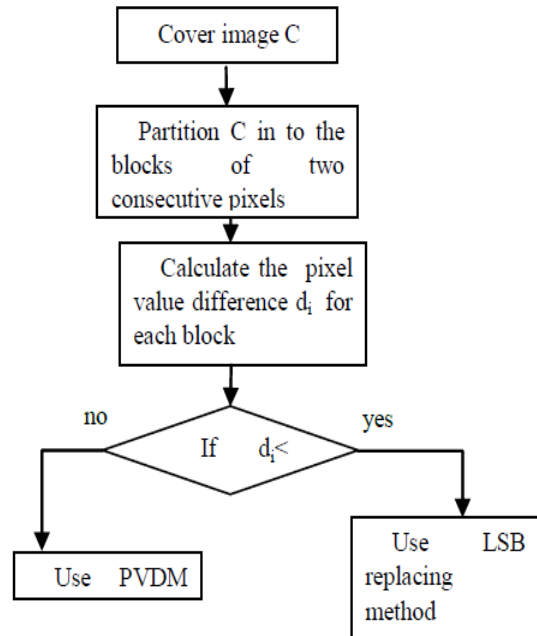 Cover image C
Partition C in to the
blocks of two
consecutive pixels
Calculate the pixel
value difference di for
each block
no
yes
If di<
Use PVDM
Use LSB
replacing
method